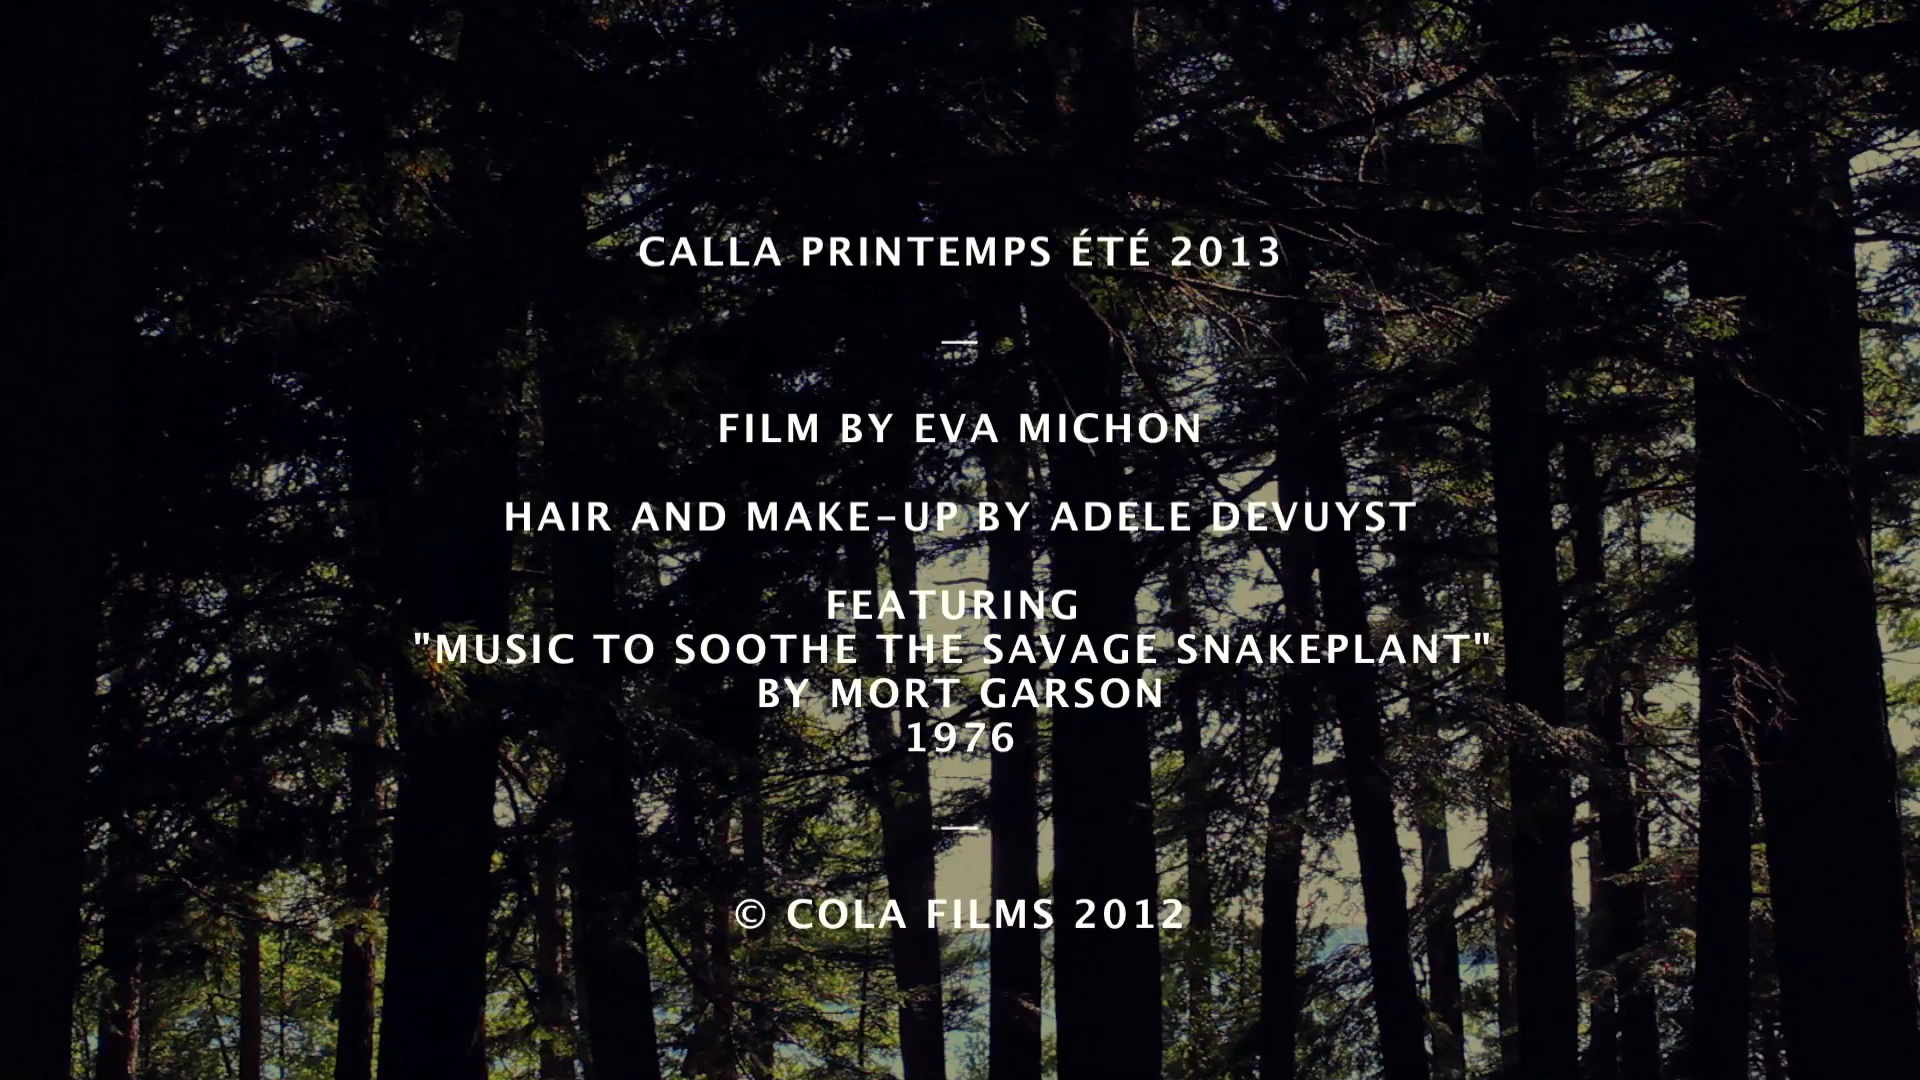 CALLA PRINTEMPS ÉTÉ 2013
—
FILM BY EVA MICHON
HAIR AND MAKE-UP BY ADELE DEVUYST
FEATURING
"MUSIC TO SOOTHE THE SAVAGE SNAKEPLANT"
BY MORT GARSON
1976
—
© COLA FILMS 2012